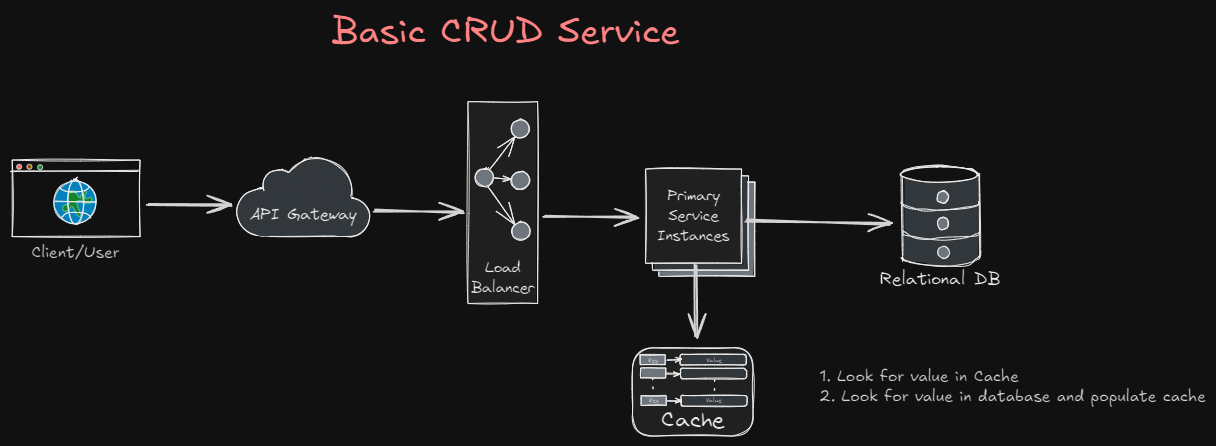 Basic CRUD Service
Client/User
API Gateway
Load
Balancer
Primary
Service
Instances
Relational DB
Key
Value
Key
Value
Cache
1. Look for value in Cache
2. Look for value in database and populate cache